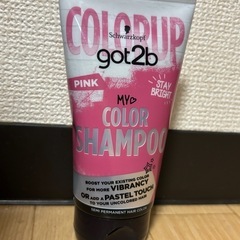 COLORUP
Schwarzkopf
got2b
PINK
STAY
BRIGHT
MY
COLOR
SHAMPOO
BOOST YOUR EXISTING COLOR
FOR MORE VIBRANCY
OR ADD A PASTEL TOUCH
TO YOUR UNCOLORED HAIR
SEMI PERMANENT HAIR COLOR